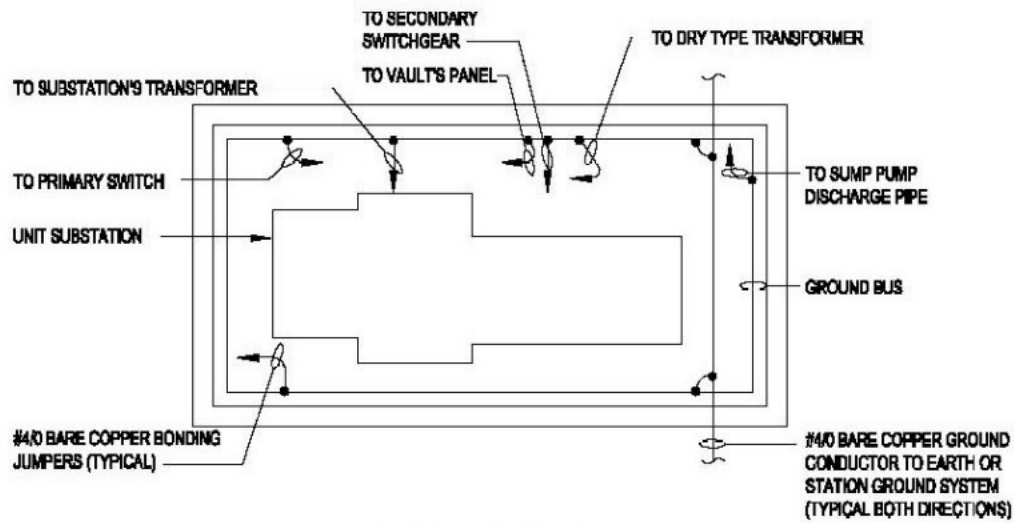 TO SECONDARY
SWITCHGEAR
TO DRY TYPE TRANSFORMER
TO VAULT'S PANEL
TO SUBSTATION'S TRANSFORMER
TO PRIMARY SWITCH
TO SUMP PUMP
DISCHARGE PIPE
UNIT SUBSTATION
GROUND BUS
#4/0 BARE COPPER BONDING
JUMPERS (TYPICAL)
#4/0 BARE COPPER GROUND
CONDUCTOR TO EARTH OR
STATION GROUND SYSTEM
(TYPICAL BOTH DIRECTIONS)